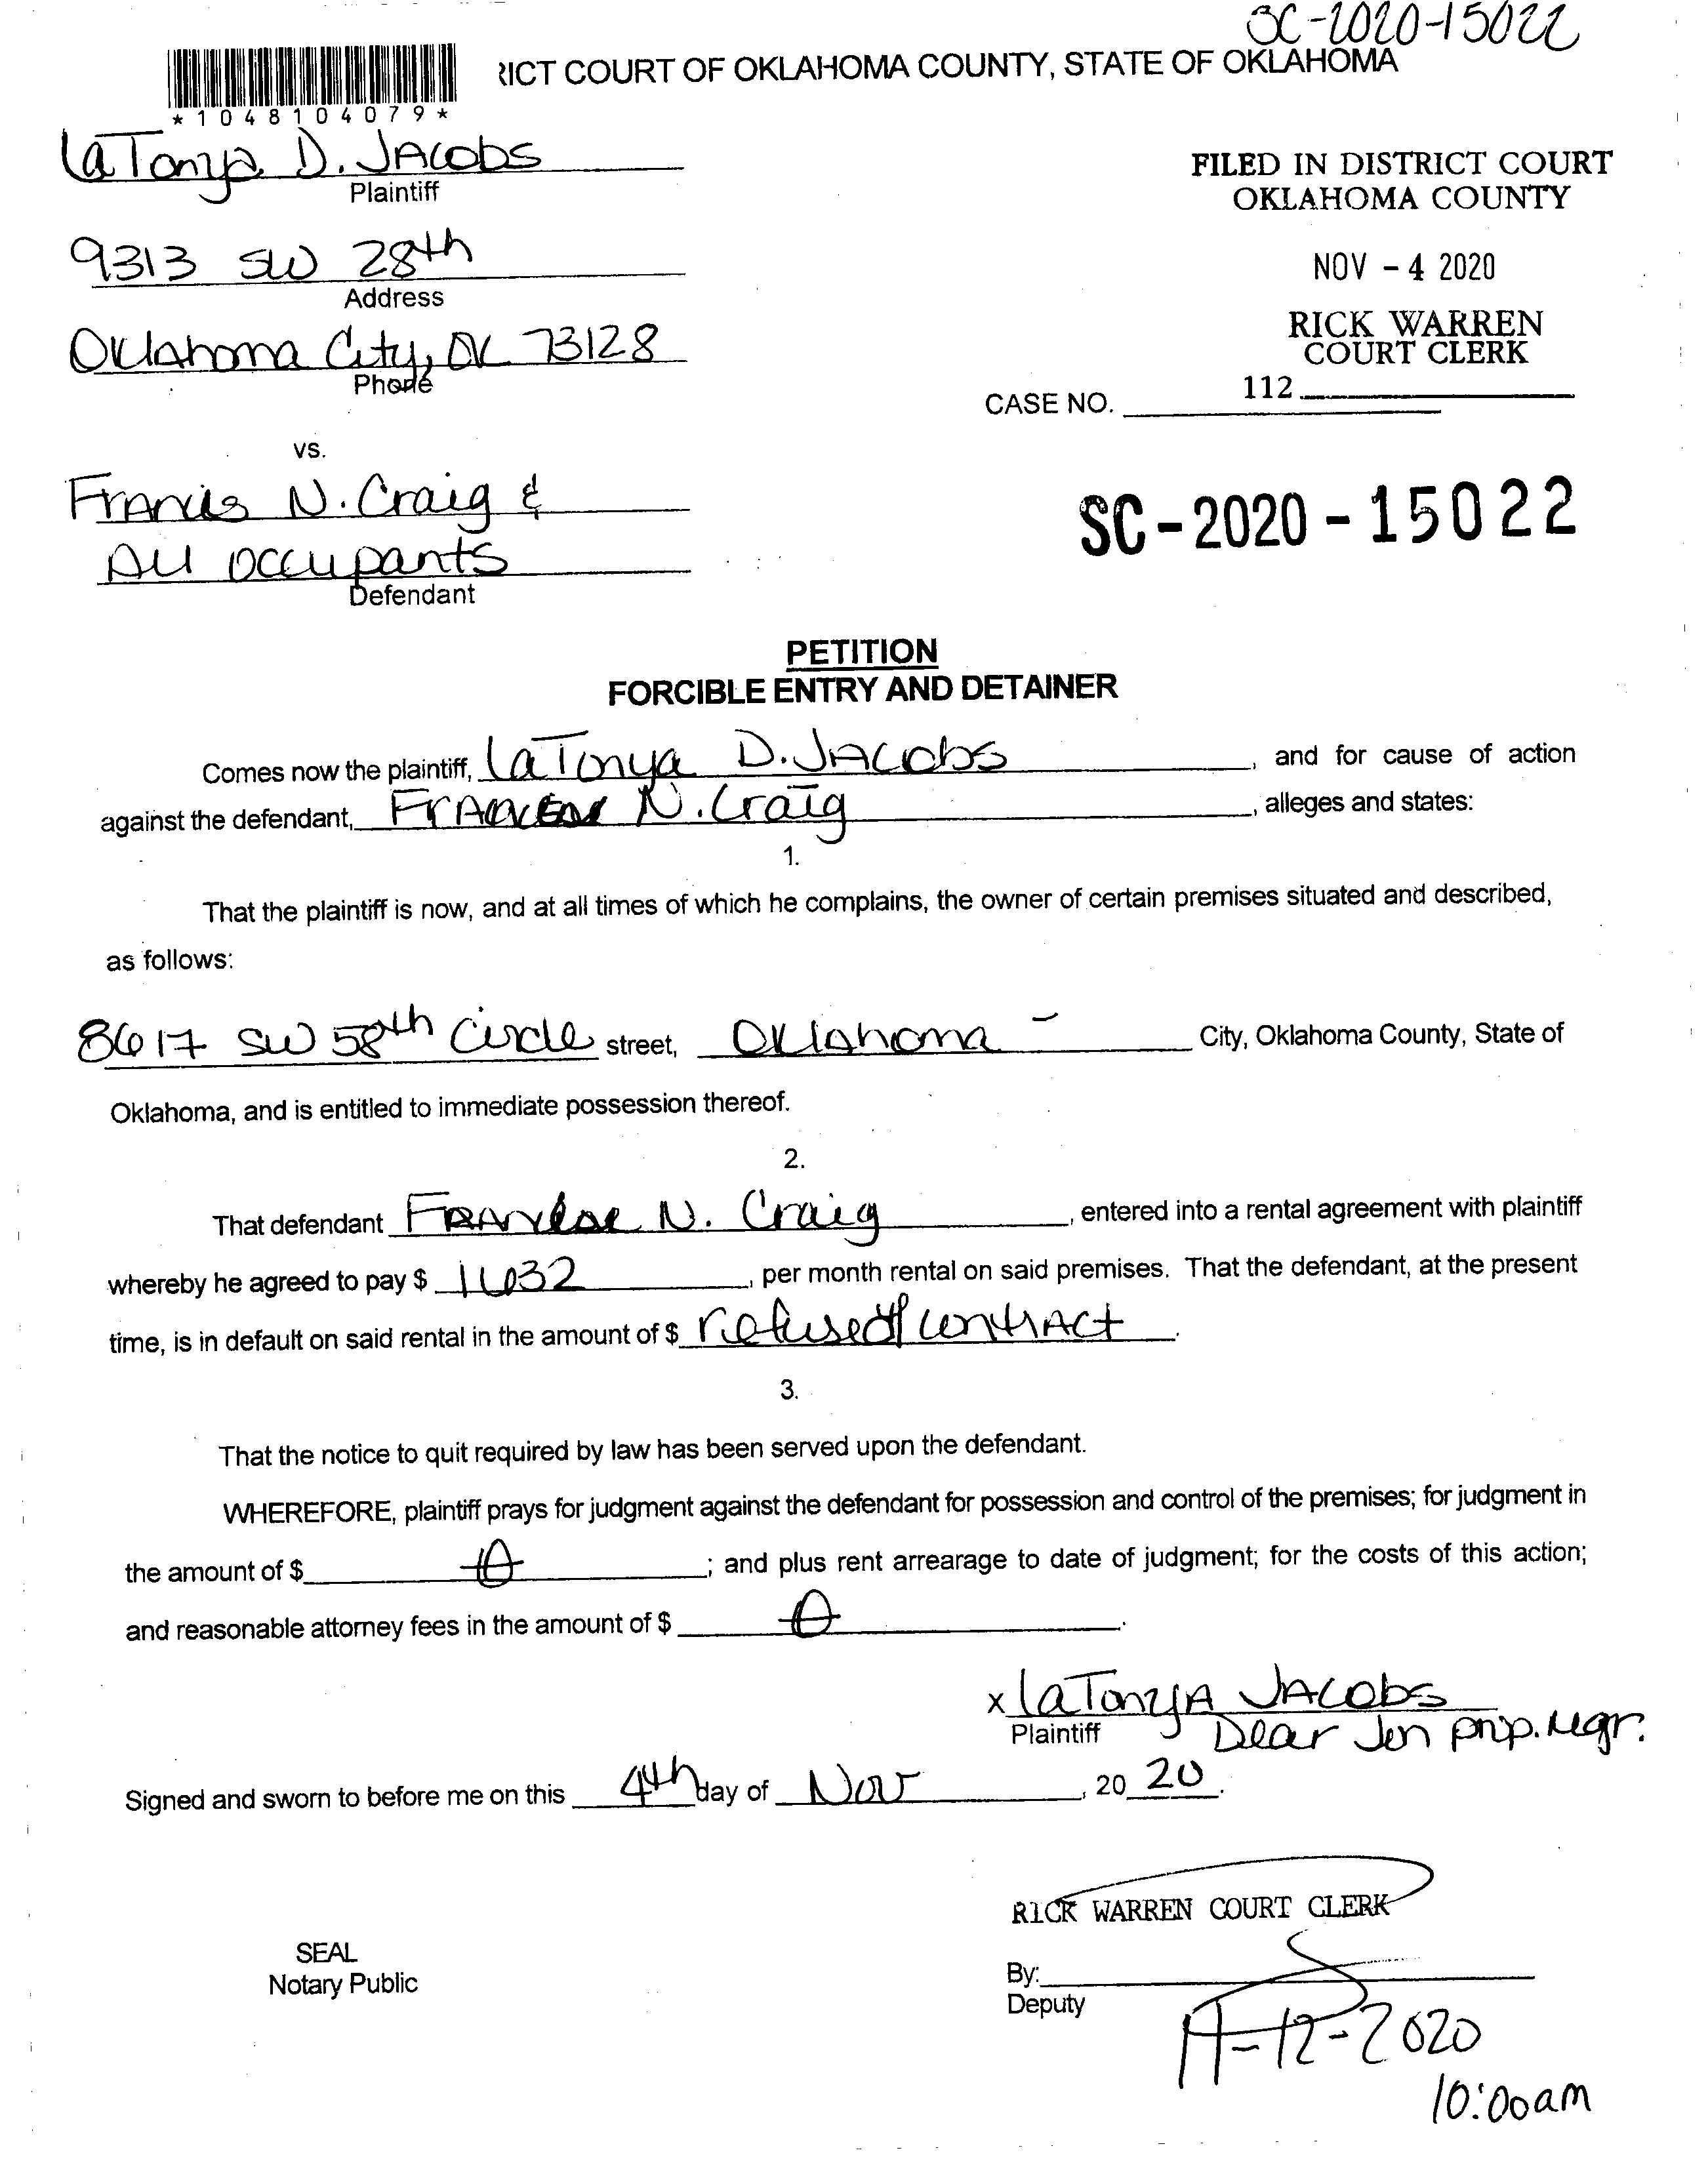 SC-2020-15022
RICT COURT OF OKLAHOMA COUNTY, STATE OF OKLAHOMA
*1048104079*
LaTonya D. JACObs
Plaintiff
FILED IN DISTRICT COURT
OKLAHOMA COUNTY
9313 SW 28th
Address
NOV - 4 2020
Oklahoma City, OK 73128
Phone
RICK WARREN
COURT CLERK
112
CASE NO.
vs.
Francis N. Craig &
All occupants
Defendant
SC-2020-15022
PETITION
FORCIBLE ENTRY AND DETAINER
Comes now the plaintiff, LaTonya D. JACobs, and for cause of action
against the defendant, N. Craig, alleges and states:
1.
That the plaintiff is now, and at all times of which he complains, the owner of certain premises situated and described,
as follows:
8617 SW 58th Circle street, Oklahoma - City, Oklahoma County, State of
Oklahoma, and is entitled to immediate possession thereof.
2.
That defendant N. Craig, entered into a rental agreement with plaintiff
whereby he agreed to pay $ 1632, per month rental on said premises. That the defendant, at the present
time, is in default on said rental in the amount of $ contrACt.
3.
That the notice to quit required by law has been served upon the defendant.
WHEREFORE, plaintiff prays for judgment against the defendant for possession and control of the premises; for judgment in
the amount of $ 0; and plus rent arrearage to date of judgment; for the costs of this action;
and reasonable attorney fees in the amount of $ 0.
x LaTonyA JACObs
Plaintiff Dear Jen prop. Mgr.
Signed and sworn to before me on this 4th day of Nov, 20 20.
RICK WARREN COURT CLERK
SEAL
Notary Public
By:
Deputy
11-12-2020
10:00am